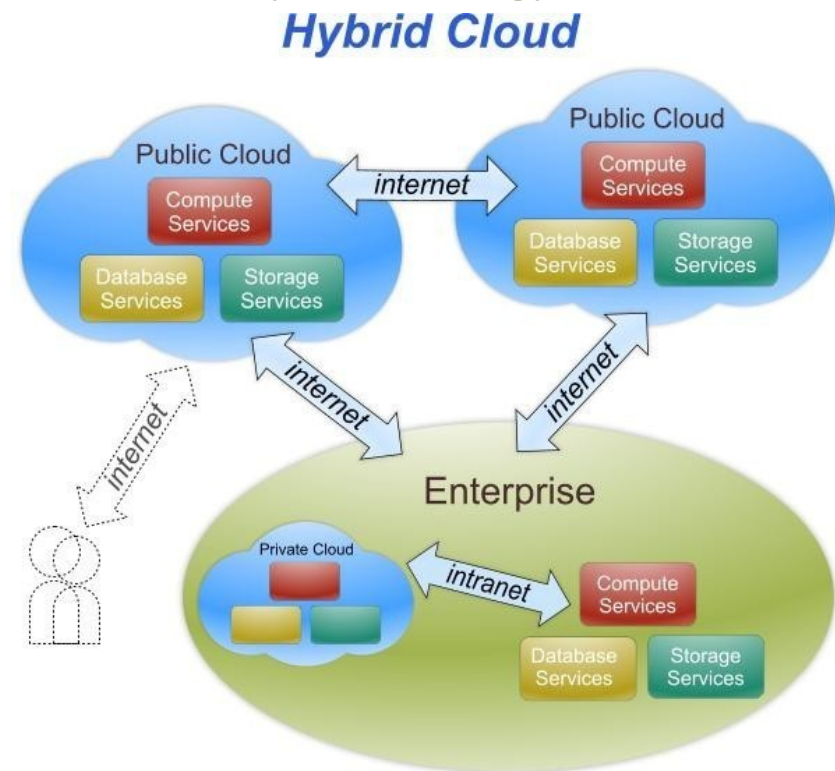 Hybrid Cloud
Public Cloud
Compute
Services
Database
Services
Storage
Services
internet
Public Cloud
Compute
Services
Database
Services
Storage
Services
internet
internet
internet
Enterprise
Private Cloud
intranet
Compute
Services
Database
Services
Storage
Services